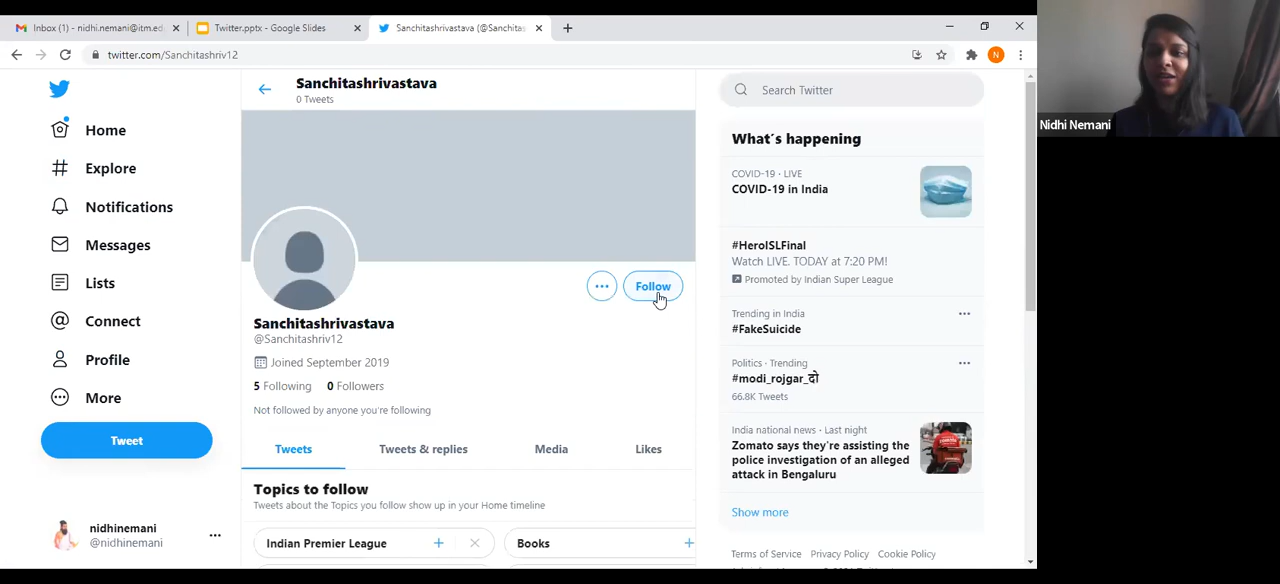 Inbox (1) - nidhi.nemani@itm.ed
Twitter.pptx - Google Slides
Sanchitashrivastava (@Sanchita
twitter.com/Sanchitashriv12
N
Nidhi Nemani
Home
Explore
Notifications
Messages
Lists
Connect
Profile
More
Tweet
nidhinemani
@nidhinemani
Sanchitashrivastava
0 Tweets
Follow
Sanchitashrivastava
@Sanchitashriv12
Joined September 2019
5 Following 0 Followers
Not followed by anyone you're following
Tweets
Tweets & replies
Media
Likes
Topics to follow
Tweets about the Topics you follow show up in your Home timeline
Indian Premier League
Books
Search Twitter
What's happening
COVID-19 · LIVE
COVID-19 in India
#HeroISLFinal
Watch LIVE. TODAY at 7:20 PM!
Promoted by Indian Super League
Trending in India
#FakeSuicide
Politics · Trending
#modi_rojgar_दो
66.8K Tweets
India national news · Last night
Zomato says they're assisting the
police investigation of an alleged
attack in Bengaluru
Show more
Terms of Service Privacy Policy Cookie Policy